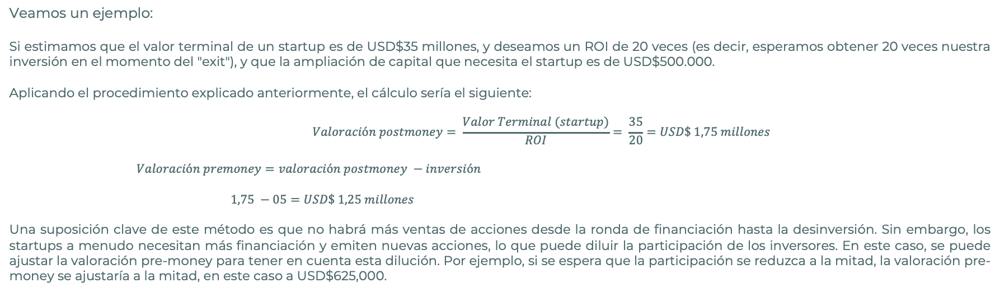 Veamos un ejemplo:
Si estimamos que el valor terminal de un startup es de USD$35 millones, y deseamos un ROI de 20 veces (es decir, esperamos obtener 20 veces nuestra
inversión en el momento del "exit"), y que la ampliación de capital que necesita el startup es de USD$500.000.
Aplicando el procedimiento explicado anteriormente, el cálculo sería el siguiente:
Valoración postmoney = Valor Terminal (startup) / ROI = 35 / 20 = USD$ 1,75 millones
Valoración premoney = valoración postmoney − inversión
1,75 − 05 = USD$ 1,25 millones
Una suposición clave de este método es que no habrá más ventas de acciones desde la ronda de financiación hasta la desinversión. Sin embargo, los
startups a menudo necesitan más financiación y emiten nuevas acciones, lo que puede diluir la participación de los inversores. En este caso, se puede
ajustar la valoración pre-money para tener en cuenta esta dilución. Por ejemplo, si se espera que la participación se reduzca a la mitad, la valoración pre-
money se ajustaría a la mitad, en este caso a USD$625,000.